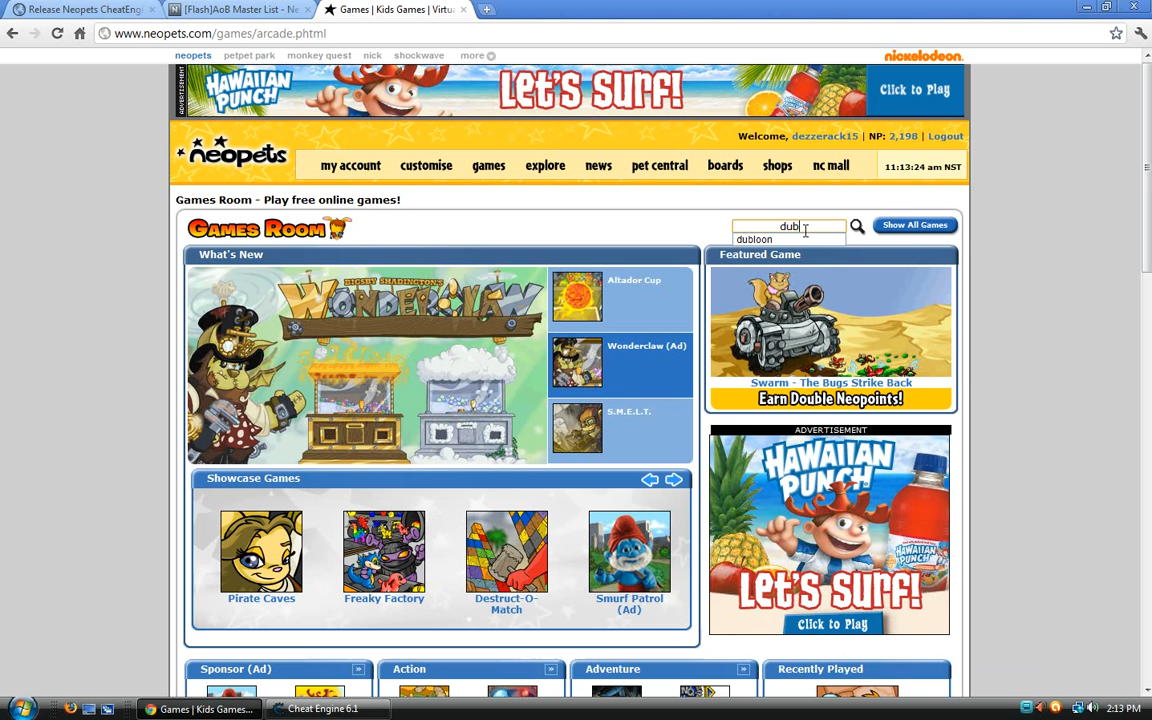 Release Neopets CheatEngi
[Flash]AoB Master List - Ne
Games | Kids Games | Virtu
www.neopets.com/games/arcade.phtml
neopets petpet park monkey quest nick shockwave more
nickelodeon
ADVERTISEMENT
HAWAIIAN PUNCH
LET'S SURF!
Click to Play
Welcome, dezzerack15 | NP: 2,198 | Logout
neopets
my account customise games explore news pet central boards shops nc mall
11:13:24 am NST
Games Room - Play free online games!
GAMES ROOM
dub
Show All Games
dubloon
What's New
Featured Game
BIGSBY SHADINGTON'S
WONDERCLAW
Altador Cup
Wonderclaw (Ad)
S.M.E.L.T.
Swarm - The Bugs Strike Back
Earn Double Neopoints!
ADVERTISEMENT
HAWAIIAN PUNCH
LET'S SURF!
Click to Play
Showcase Games
Pirate Caves
Freaky Factory
Destruct-O-
Match
Smurf Patrol
(Ad)
Sponsor (Ad)
Action
Adventure
Recently Played
Games | Kids Games...
Cheat Engine 6.1
2:13 PM